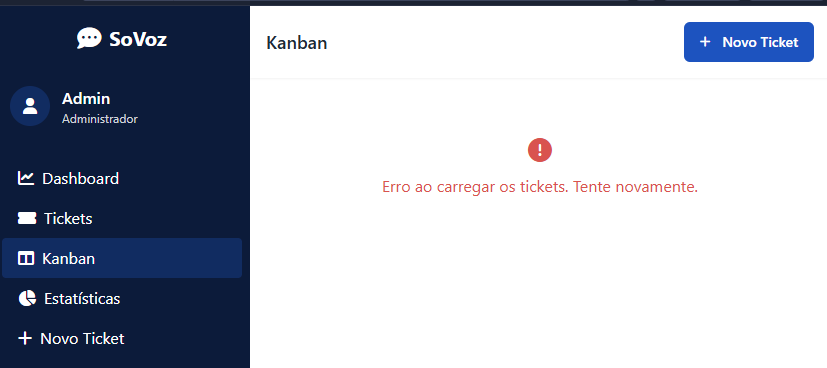 SoVoz
Admin
Administrador
Dashboard
Tickets
Kanban
Estatísticas
Novo Ticket
Kanban
Novo Ticket
Erro ao carregar os tickets. Tente novamente.